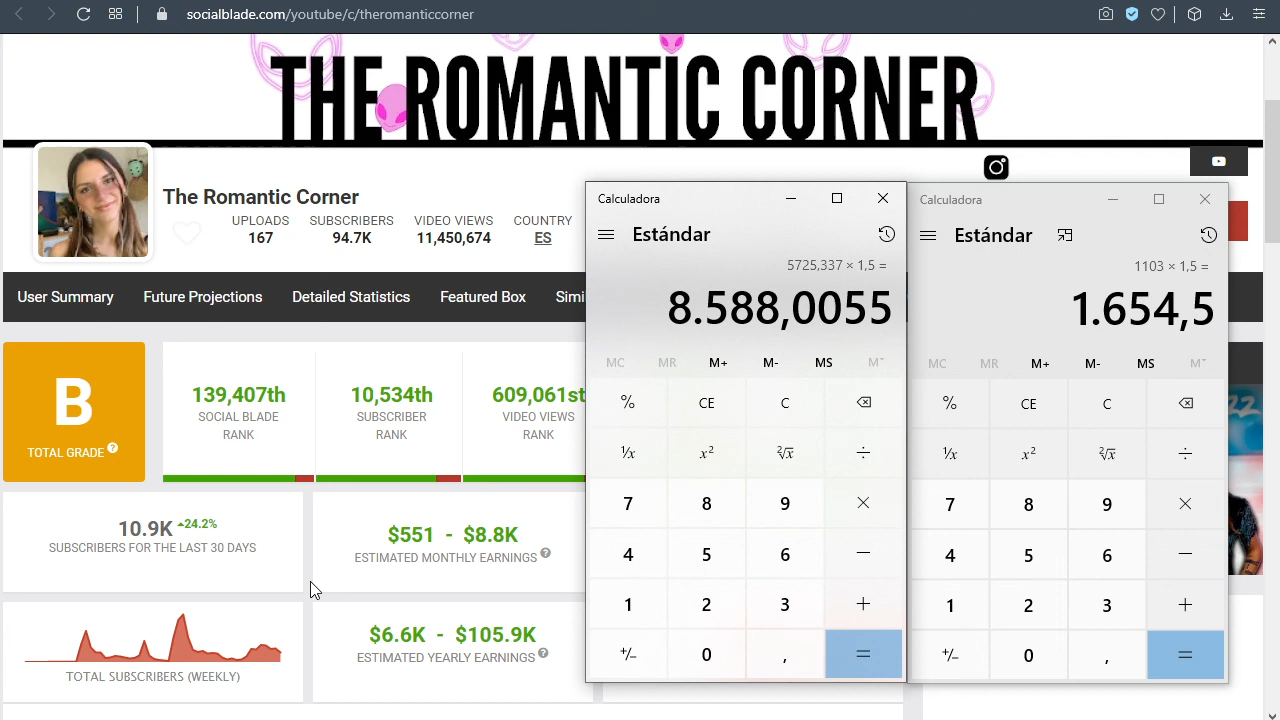 socialblade.com/youtube/c/theromanticcorner
THE ROMANTIC CORNER
The Romantic Corner
UPLOADS SUBSCRIBERS VIDEO VIEWS COUNTRY
167 94.7K 11,450,674 ES
User Summary Future Projections Detailed Statistics Featured Box Simi
B
TOTAL GRADE ?
139,407th
SOCIAL BLADE
RANK
10,534th
SUBSCRIBER
RANK
609,061st
VIDEO VIEWS
RANK
10.9K 24.2%
SUBSCRIBERS FOR THE LAST 30 DAYS
$551 - $8.8K
ESTIMATED MONTHLY EARNINGS ?
TOTAL SUBSCRIBERS (WEEKLY)
$6.6K - $105.9K
ESTIMATED YEARLY EARNINGS ?
Calculadora
Estándar
5725,337 × 1,5 =
8.588,0055
MC MR M+ M- MS M˅
% CE C
¹/x x² ²√x ÷
7 8 9 ×
4 5 6 −
1 2 3 +
+/− 0 , =
Calculadora
Estándar
1103 × 1,5 =
1.654,5
MC MR M+ M- MS M˅
% CE C
¹/x x² ²√x ÷
7 8 9 ×
4 5 6 −
1 2 3 +
+/− 0 , =
22